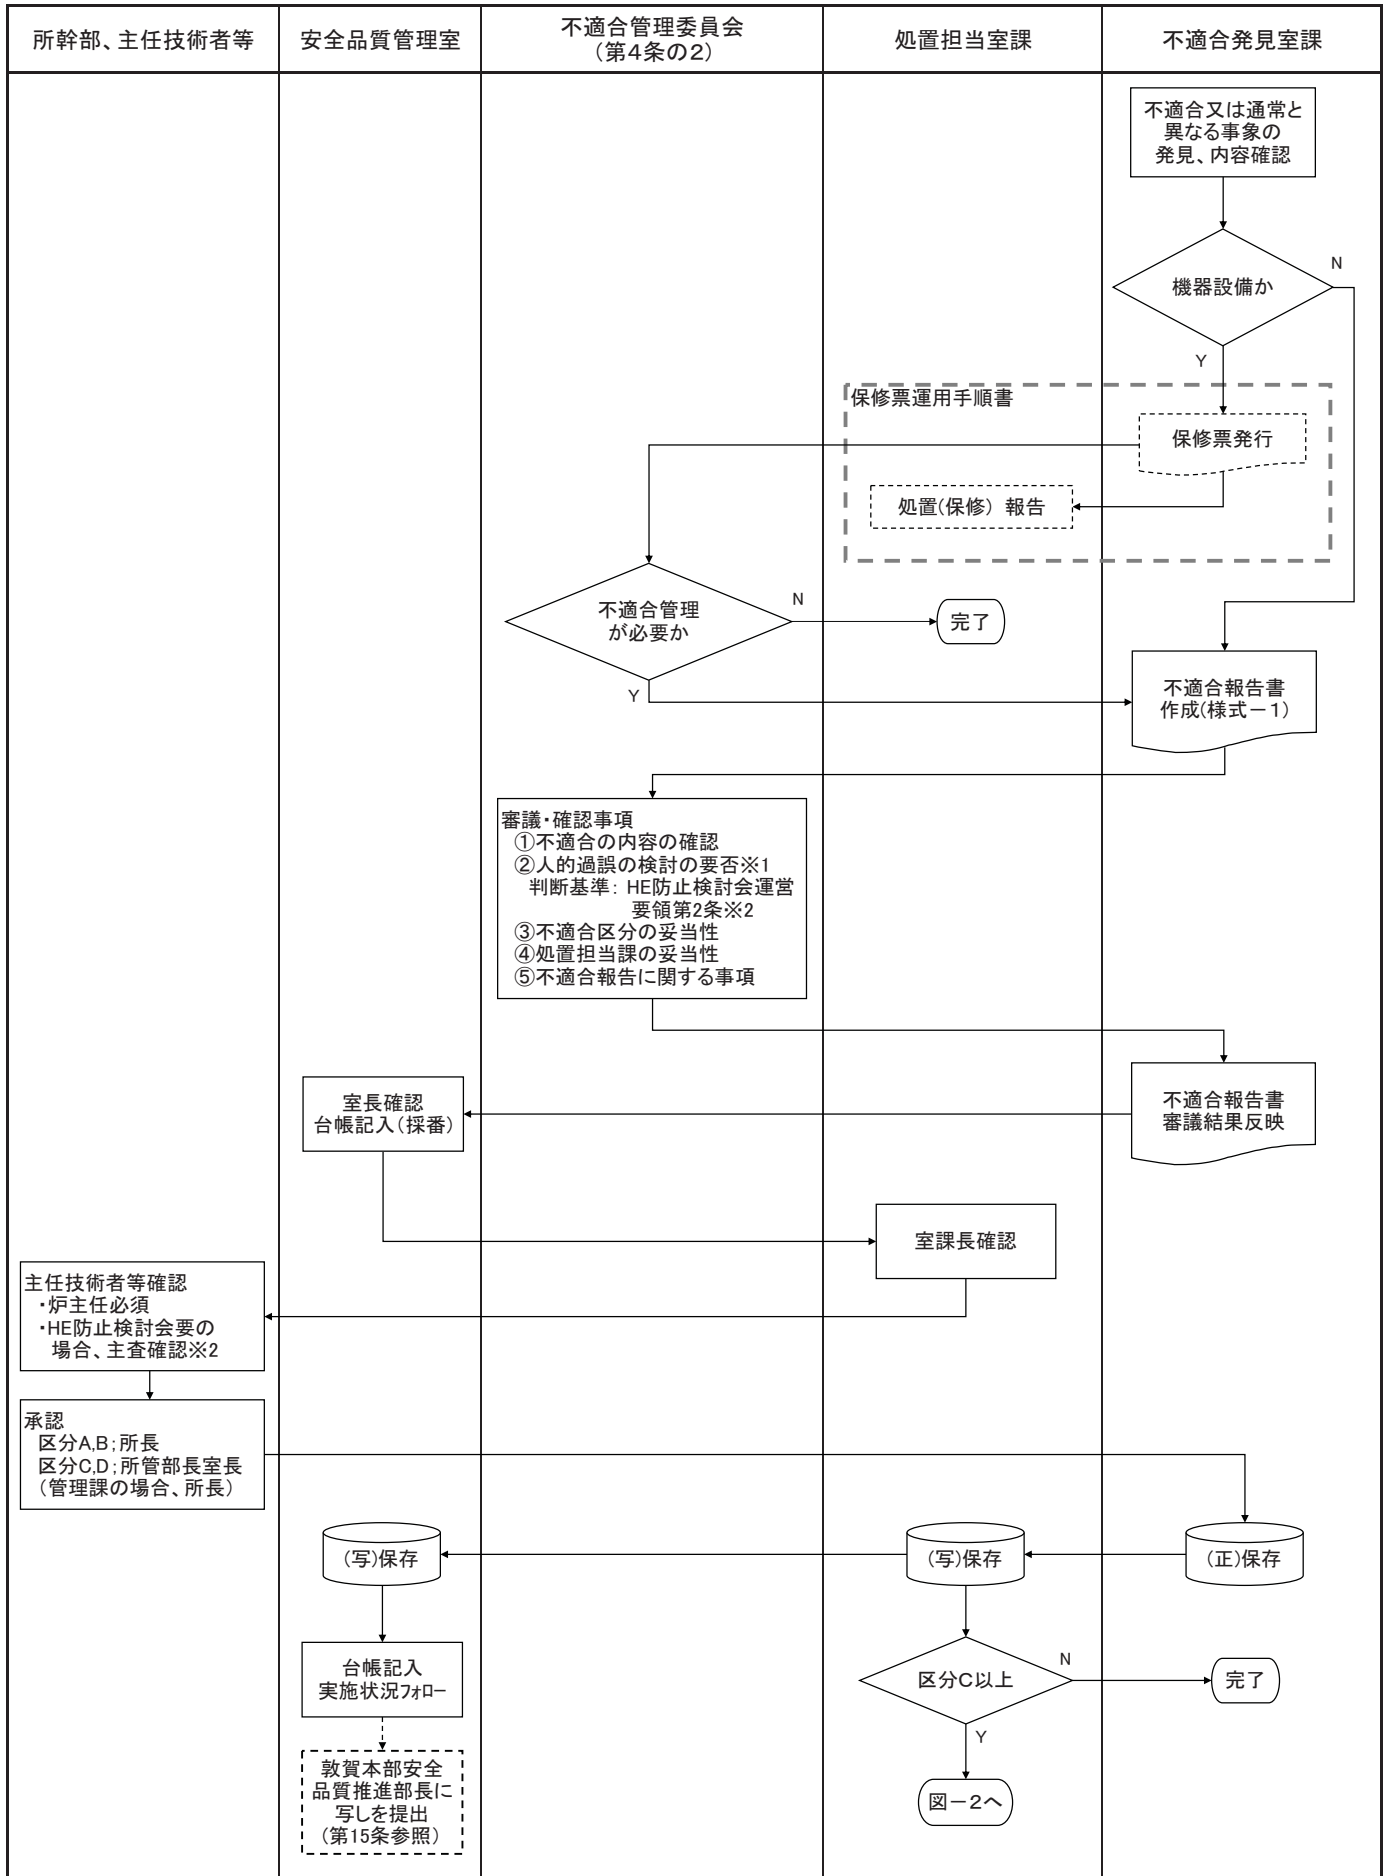 所幹部、主任技術者等
安全品質管理室
不適合管理委員会
(第4条の2)
処置担当室課
不適合発見室課
不適合又は通常と
異なる事象の
発見、内容確認
機器設備か
N
Y
保修票運用手順書
保修票発行
処置(保修) 報告
不適合管理
が必要か
N
完了
Y
不適合報告書
作成(様式－1)
審議・確認事項
①不適合の内容の確認
②人的過誤の検討の要否※1
判断基準： HE防止検討会運営
要領第2条※2
③不適合区分の妥当性
④処置担当課の妥当性
⑤不適合報告に関する事項
不適合報告書
審議結果反映
室長確認
台帳記入(採番)
室課長確認
主任技術者等確認
・炉主任必須
・HE防止検討会要の
場合、主査確認※2
承認
区分A,B；所長
区分C,D；所管部長室長
(管理課の場合、所長)
(写)保存
(写)保存
(正)保存
台帳記入
実施状況フォロー
区分C以上
N
完了
Y
敦賀本部安全
品質推進部長に
写しを提出
(第15条参照)
図－2へ